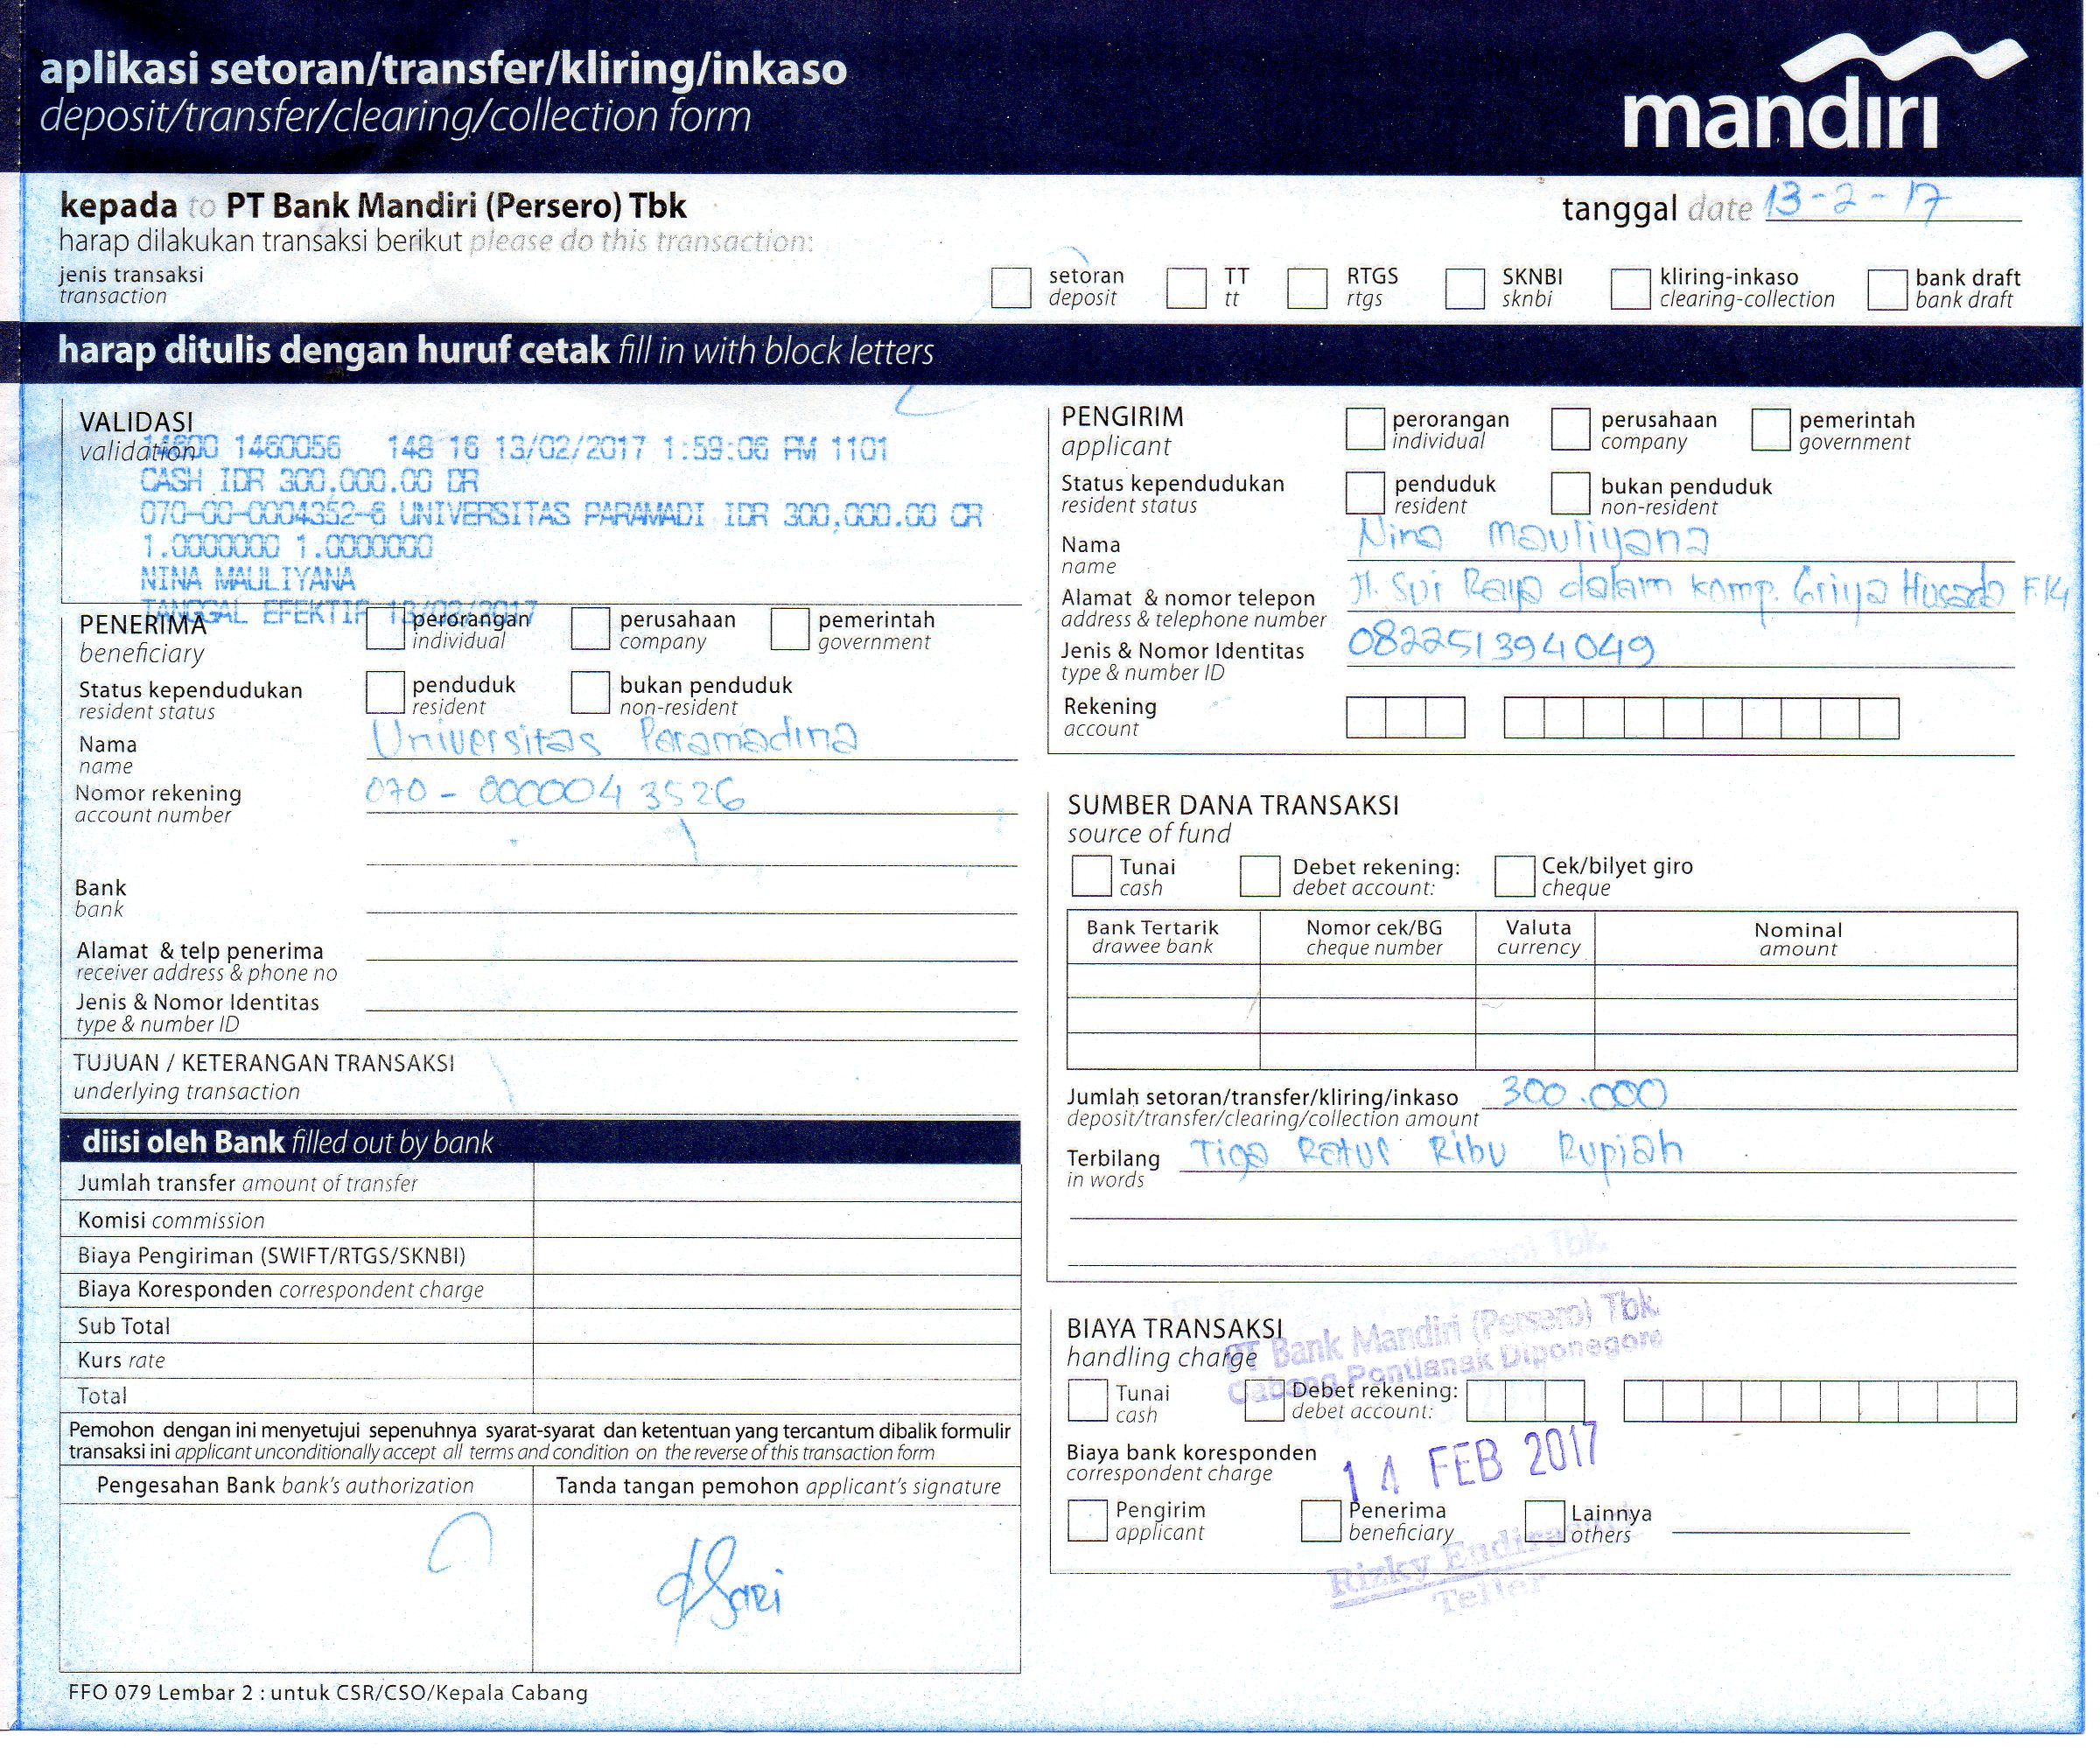 aplikasi setoran/transfer/kliring/inkaso
deposit/transfer/clearing/collection form
mandiri
kepada to PT Bank Mandiri (Persero) Tbk
harap dilakukan transaksi berikut please do this transaction:
tanggal date 13-2-17
jenis transaksi
transaction
setoran
deposit
TT
tt
RTGS
rtgs
SKNBI
sknbi
kliring-inkaso
clearing-collection
bank draft
bank draft
harap ditulis dengan huruf cetak fill in with block letters
VALIDASI
validation
14600 1460056 148 16 13/02/2017 1:59:06 PM 1101
CASH IDR 300,000.00 DR
070-00-0004352-6 UNIVERSITAS PARAMADI IDR 300,000.00 CR
1.0000000 1.0000000
NINA MAULIYANA
TANGGAL EFEKTIF 13/02/2017
PENERIMA
beneficiary
perorangan
individual
perusahaan
company
pemerintah
government
Status kependudukan
resident status
penduduk
resident
bukan penduduk
non-resident
Nama
name
Universitas Paramadina
Nomor rekening
account number
070 - 0000043526
Bank
bank
Alamat & telp penerima
receiver address & phone no
Jenis & Nomor Identitas
type & number ID
TUJUAN / KETERANGAN TRANSAKSI
underlying transaction
diisi oleh Bank filled out by bank
Jumlah transfer amount of transfer
Komisi commission
Biaya Pengiriman (SWIFT/RTGS/SKNBI)
Biaya Koresponden correspondent charge
Sub Total
Kurs rate
Total
Pemohon dengan ini menyetujui sepenuhnya syarat-syarat dan ketentuan yang tercantum dibalik formulir
transaksi ini applicant unconditionally accept all terms and condition on the reverse of this transaction form
Pengesahan Bank bank's authorization
Tanda tangan pemohon applicant's signature
FFO 079 Lembar 2 : untuk CSR/CSO/Kepala Cabang
PENGIRIM
applicant
perorangan
individual
perusahaan
company
pemerintah
government
Status kependudukan
resident status
penduduk
resident
bukan penduduk
non-resident
Nama
name
Nina Mauliyana
Alamat & nomor telepon
address & telephone number
Jl. Sui Raya dalam komp. Griya Husada F.14
Jenis & Nomor Identitas
type & number ID
082251394049
Rekening
account
SUMBER DANA TRANSAKSI
source of fund
Tunai
cash
Debet rekening:
debet account:
Cek/bilyet giro
cheque
Bank Tertarik
drawee bank
Nomor cek/BG
cheque number
Valuta
currency
Nominal
amount
Jumlah setoran/transfer/kliring/inkaso 300.000
deposit/transfer/clearing/collection amount
Terbilang Tiga Ratus Ribu Rupiah
in words
BIAYA TRANSAKSI
handling charge
PT Bank Mandiri (Persero) Tbk.
Cabang Pontianak Diponegoro
Tunai
cash
Debet rekening:
debet account:
Biaya bank koresponden
correspondent charge
14 FEB 2017
Pengirim
applicant
Penerima
beneficiary
Lainnya
others
Rizky
Teller